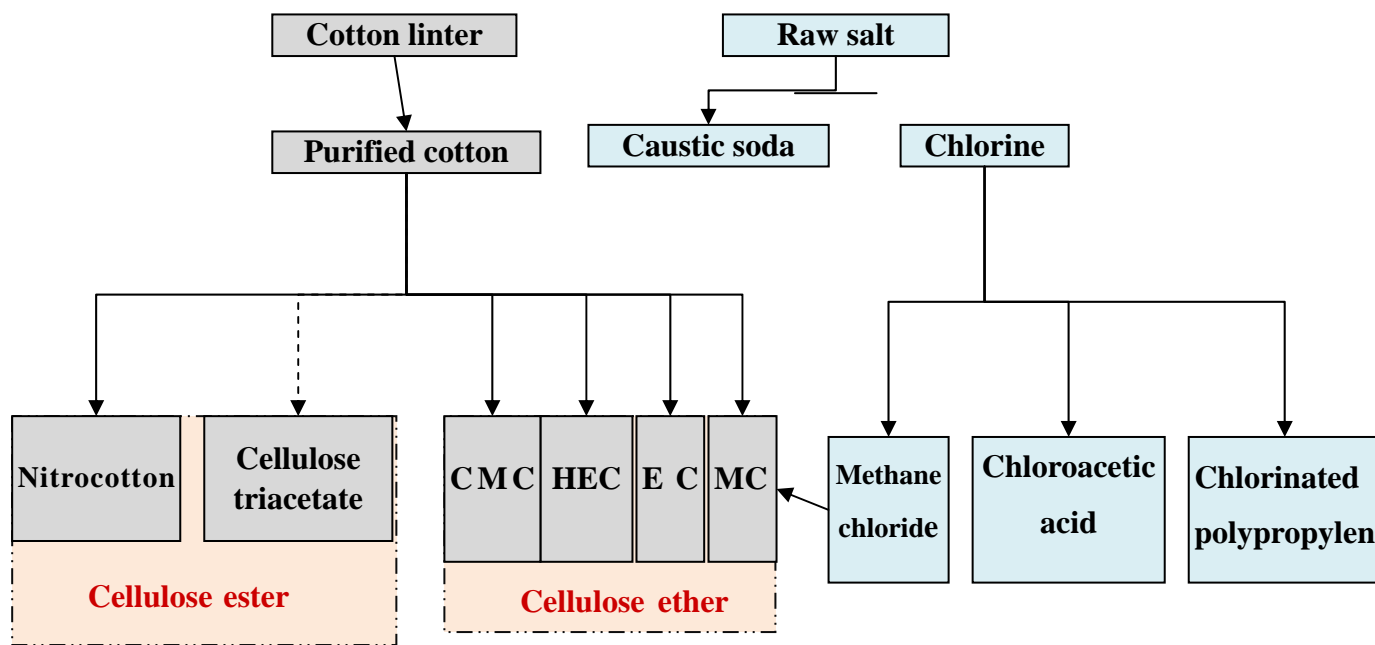 Cotton linter
Raw salt
Purified cotton
Caustic soda
Chlorine
Nitrocotton
Cellulose
triacetate
C M C
HEC
E C
MC
Methane
chloride
Chloroacetic
acid
Chlorinated
polypropylen
Cellulose ester
Cellulose ether